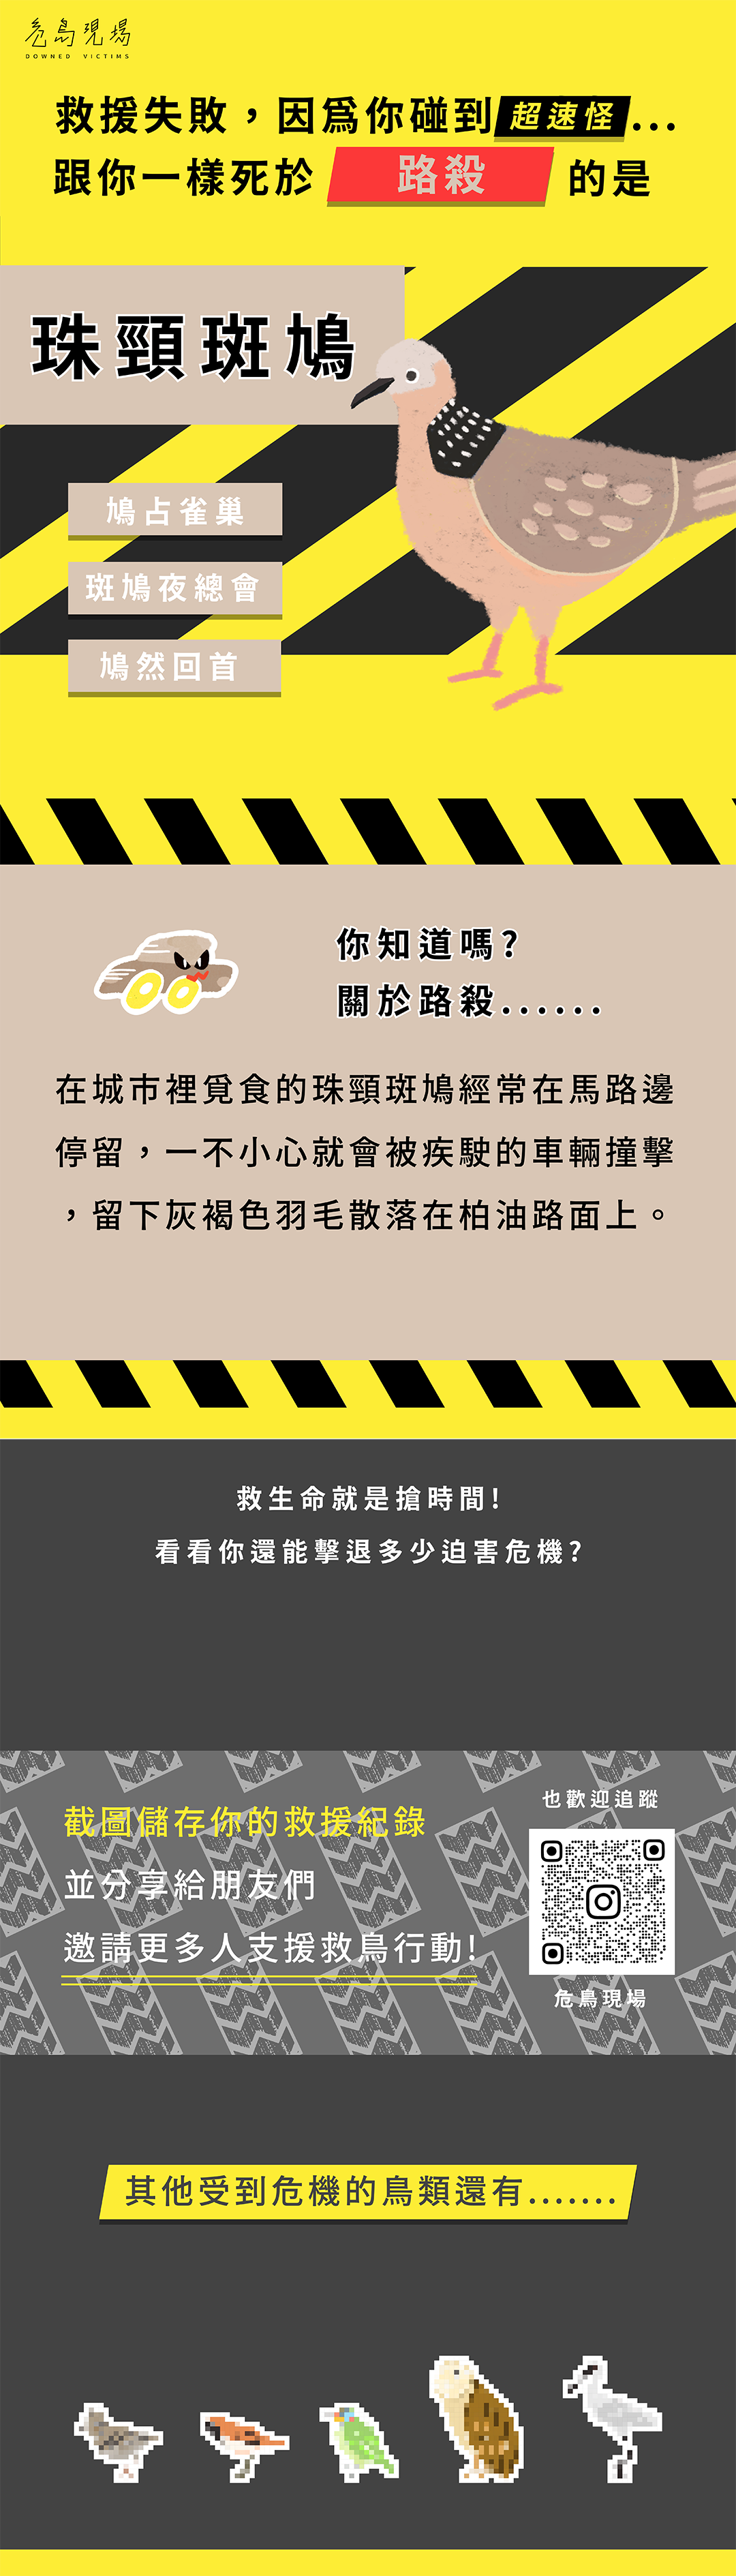 危鳥現場
DOWNED VICTIMS
救援失敗，因爲你碰到超速怪...
跟你一樣死於 路殺 的是
珠頸斑鳩
鳩占雀巢
斑鳩夜總會
鳩然回首
你知道嗎?
關於路殺......
在城市裡覓食的珠頸斑鳩經常在馬路邊
停留，一不小心就會被疾駛的車輛撞擊
，留下灰褐色羽毛散落在柏油路面上。
救生命就是搶時間!
看看你還能擊退多少迫害危機?
也歡迎追蹤
截圖儲存你的救援紀錄
並分享給朋友們
邀請更多人支援救鳥行動!
危鳥現場
其他受到危機的鳥類還有.......